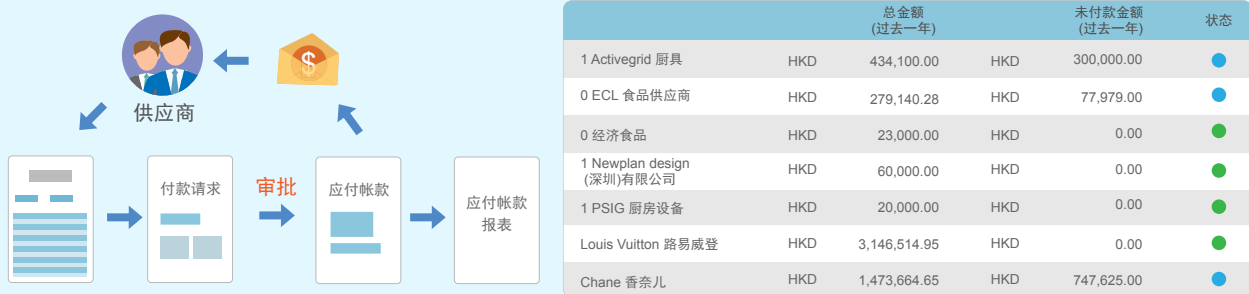 供应商
付款请求
审批
应付帐款
应付帐款
报表
总金额
(过去一年)
未付款金额
(过去一年)
状态
1 Activegrid 厨具 HKD 434,100.00 HKD 300,000.00
0 ECL 食品供应商 HKD 279,140.28 HKD 77,979.00
0 经济食品 HKD 23,000.00 HKD 0.00
1 Newplan design
(深圳)有限公司 HKD 60,000.00 HKD 0.00
1 PSIG 厨房设备 HKD 20,000.00 HKD 0.00
Louis Vuitton 路易威登 HKD 3,146,514.95 HKD 0.00
Chane 香奈儿 HKD 1,473,664.65 HKD 747,625.00